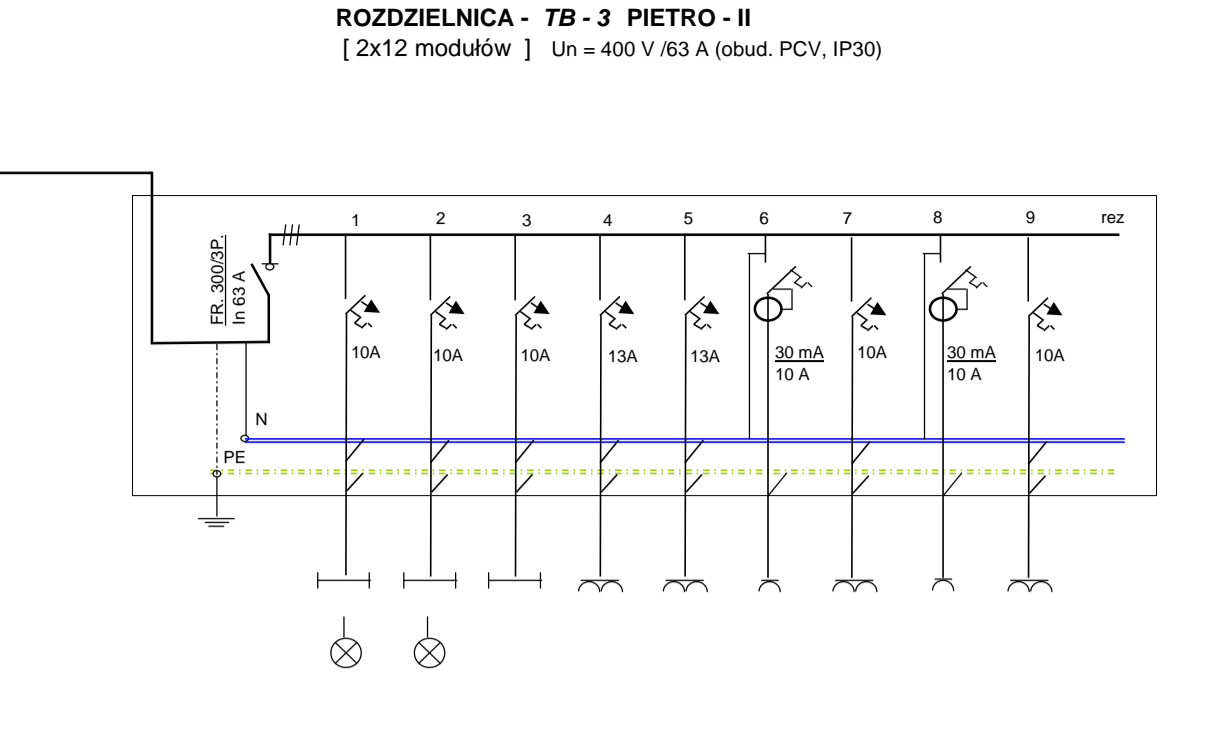 ROZDZIELNICA - TB - 3 PIETRO - II
[ 2x12 modułów ] Un = 400 V /63 A (obud. PCV, IP30)
1 2 3 4 5 6 7 8 9 rez
FR. 300/3P.
In 63 A
10A 10A 10A 13A 13A 30 mA 10A 30 mA 10A
10 A 10 A
N
PE